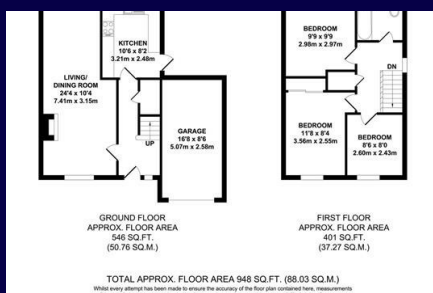 KITCHEN
10'6 x 8'2
3.21m x 2.48m
LIVING/
DINING ROOM
24'4 x 10'4
7.41m x 3.15m
GARAGE
16'8 x 8'6
5.07m x 2.58m
UP
GROUND FLOOR
APPROX. FLOOR AREA
546 SQ.FT.
(50.76 SQ.M.)
BEDROOM
9'9 x 9'9
2.98m x 2.97m
DN
BEDROOM
11'8 x 8'4
3.56m x 2.55m
BEDROOM
8'6 x 8'0
2.60m x 2.43m
FIRST FLOOR
APPROX. FLOOR AREA
401 SQ.FT.
(37.27 SQ.M.)
TOTAL APPROX. FLOOR AREA 948 SQ.FT. (88.03 SQ.M.)
Whilst every attempt has been made to ensure the accuracy of the floor plan contained here, measurements